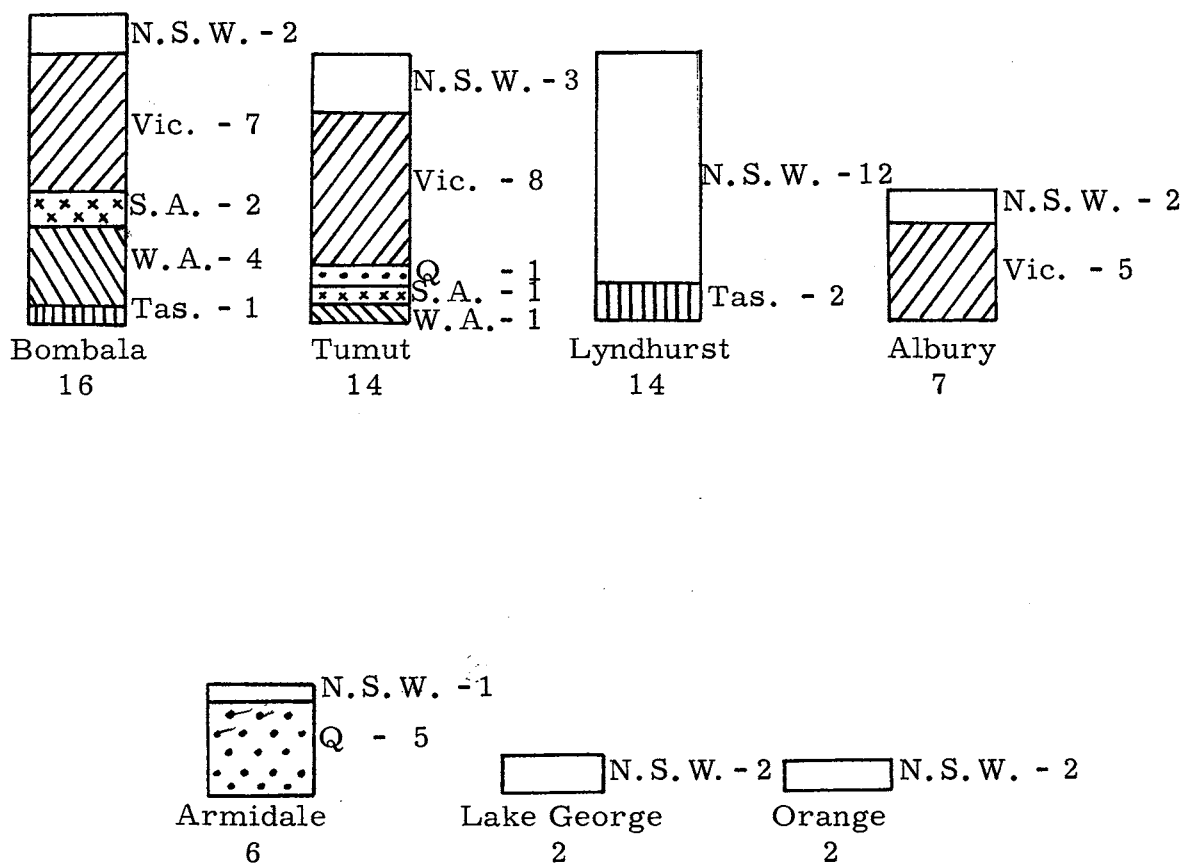 N.S.W. - 2
Vic. - 7
S.A. - 2
W.A. - 4
Tas. - 1
Bombala
16
N.S.W. - 3
Vic. - 8
Q - 1
S.A. - 1
W.A. - 1
Tumut
14
N.S.W. - 12
Tas. - 2
Lyndhurst
14
N.S.W. - 2
Vic. - 5
Albury
7
N.S.W. - 1
Q - 5
Armidale
6
N.S.W. - 2
Lake George
2
N.S.W. - 2
Orange
2